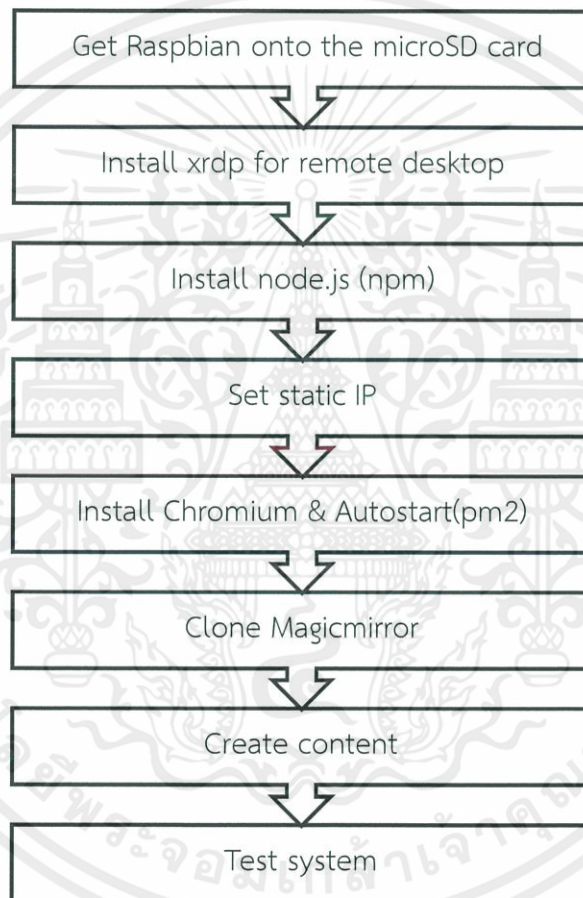 Get Raspbian onto the microSD card
Install xrdp for remote desktop
Install node.js (npm)
Set static IP
Install Chromium & Autostart(pm2)
Clone Magicmirror
Create content
Test system